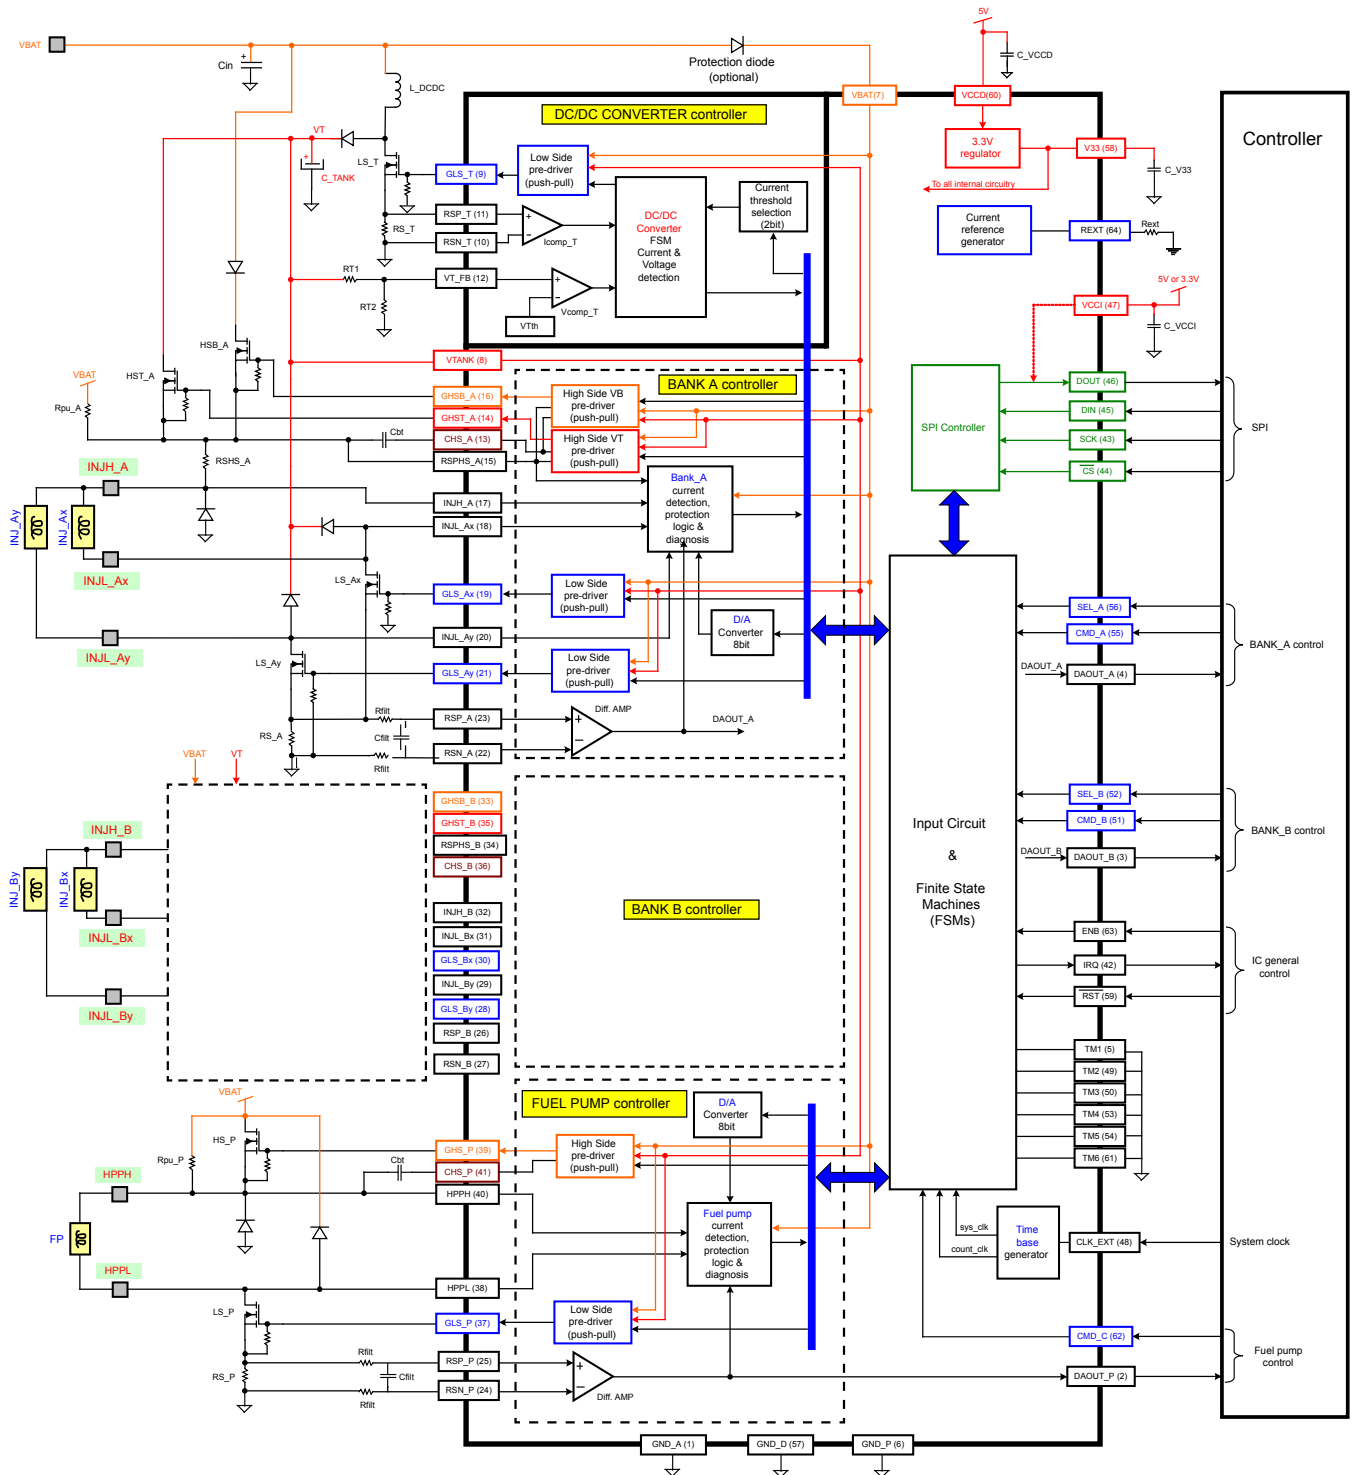 5V
VBAT
Cin
+
Protection diode
(optional)
C_VCCD
L_DCDC
VBAT(7)
VCCD(60)
Controller
DC/DC CONVERTER controller
VT
+
C_TANK
LS_T
GLS_T (9)
Low Side
pre-driver
(push-pull)
3.3V
regulator
V33 (58)
C_V33
To all internal circuitry
Current
threshold
selection
(2bit)
RSP_T (11)
RS_T
RSN_T (10)
Icomp_T
DC/DC
Converter
FSM
Current &
Voltage
detection
Current
reference
generator
REXT (64)
Rext
RT1
VT_FB (12)
RT2
Vcomp_T
VTth
5V or 3.3V
VCCI (47)
C_VCCI
HSB_A
HST_A
VTANK (8)
BANK A controller
VBAT
Rpu_A
GHSB_A (16)
High Side VB
pre-driver
(push-pull)
GHST_A (14)
CHS_A (13)
High Side VT
pre-driver
(push-pull)
Cbt
RSPHS_A(15)
RSHS_A
SPI Controller
DOUT (46)
DIN (45)
SCK (43)
CS (44)
SPI
INJH_A
INJ_Ay
INJ_Ax
INJH_A (17)
INJL_Ax (18)
Bank_A
current
detection,
protection
logic &
diagnosis
INJL_Ax
LS_Ax
GLS_Ax (19)
Low Side
pre-driver
(push-pull)
D/A
Converter
8bit
INJL_Ay (20)
INJL_Ay
LS_Ay
GLS_Ay (21)
Low Side
pre-driver
(push-pull)
SEL_A (56)
CMD_A (55)
DAOUT_A
DAOUT_A (4)
BANK_A control
Rfilt
RSP_A (23)
Diff. AMP
+
−
DAOUT_A
RS_A
Cfilt
Rfilt
RSN_A (22)
VBAT
VT
INJH_B
INJ_By
INJ_Bx
INJL_Bx
INJL_By
GHSB_B (33)
GHST_B (35)
RSPHS_B (34)
CHS_B (36)
INJH_B (32)
INJL_Bx (31)
GLS_Bx (30)
INJL_By (29)
GLS_By (28)
RSP_B (26)
RSN_B (27)
BANK B controller
Input Circuit
&
Finite State
Machines
(FSMs)
SEL_B (52)
CMD_B (51)
DAOUT_B
DAOUT_B (3)
BANK_B control
ENB (63)
IRQ (42)
RST (59)
IC general
control
TM1 (5)
TM2 (49)
TM3 (50)
TM4 (53)
TM5 (54)
TM6 (61)
FUEL PUMP controller
D/A
Converter
8bit
VBAT
HS_P
Rpu_P
GHS_P (39)
High Side
pre-driver
(push-pull)
Cbt
CHS_P (41)
HPPH
HPPH (40)
FP
Fuel pump
current
detection,
protection
logic &
diagnosis
sys_clk
count_clk
Time
base
generator
CLK_EXT (48)
System clock
HPPL
HPPL (38)
LS_P
GLS_P (37)
Low Side
pre-driver
(push-pull)
CMD_C (62)
Fuel pump
control
Rfilt
RSP_P (25)
RS_P
Cfilt
Rfilt
RSN_P (24)
+
−
Diff. AMP
DAOUT_P (2)
GND_A (1)
GND_D (57)
GND_P (6)